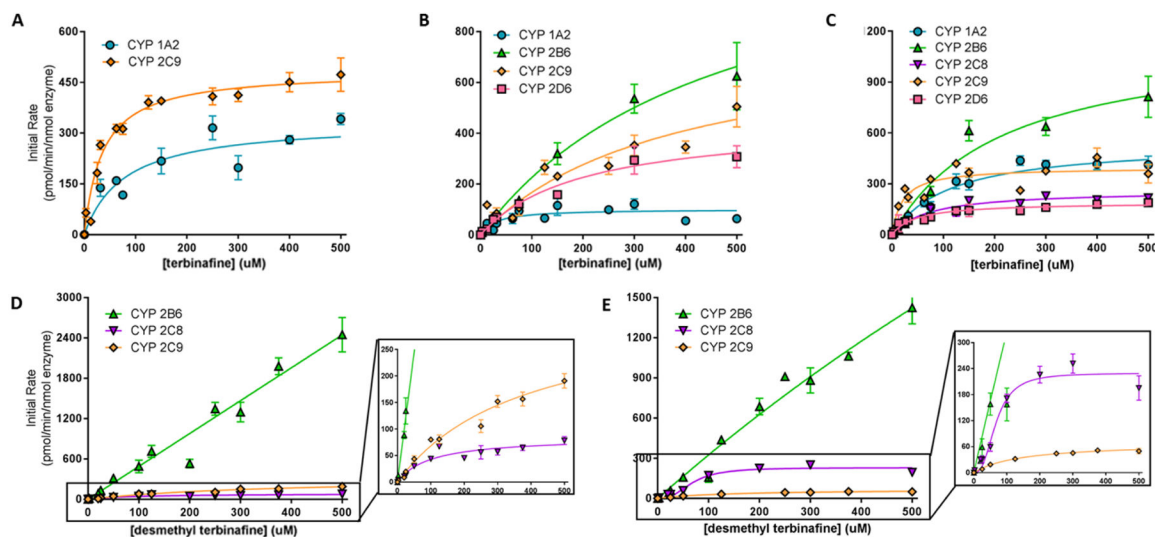 A
Initial Rate
(pmol/min/nmol enzyme)
600
450
300
150
0
CYP 1A2
CYP 2C9
0 100 200 300 400 500
[terbinafine] (uM)
B
800
600
400
200
0
CYP 1A2
CYP 2B6
CYP 2C9
CYP 2D6
0 100 200 300 400 500
[terbinafine] (uM)
C
1200
900
600
300
0
CYP 1A2
CYP 2B6
CYP 2C8
CYP 2C9
CYP 2D6
0 100 200 300 400 500
[terbinafine] (uM)
D
Initial Rate
(pmol/min/nmol enzyme)
3000
2400
1800
1200
600
0
CYP 2B6
CYP 2C8
CYP 2C9
0 100 200 300 400 500
[desmethyl terbinafine] (uM)
250
200
150
100
50
0
0 100 200 300 400 500
E
1500
1200
900
600
300
0
CYP 2B6
CYP 2C8
CYP 2C9
0 100 200 300 400 500
[desmethyl terbinafine] (uM)
300
240
180
120
60
0
0 100 200 300 400 500